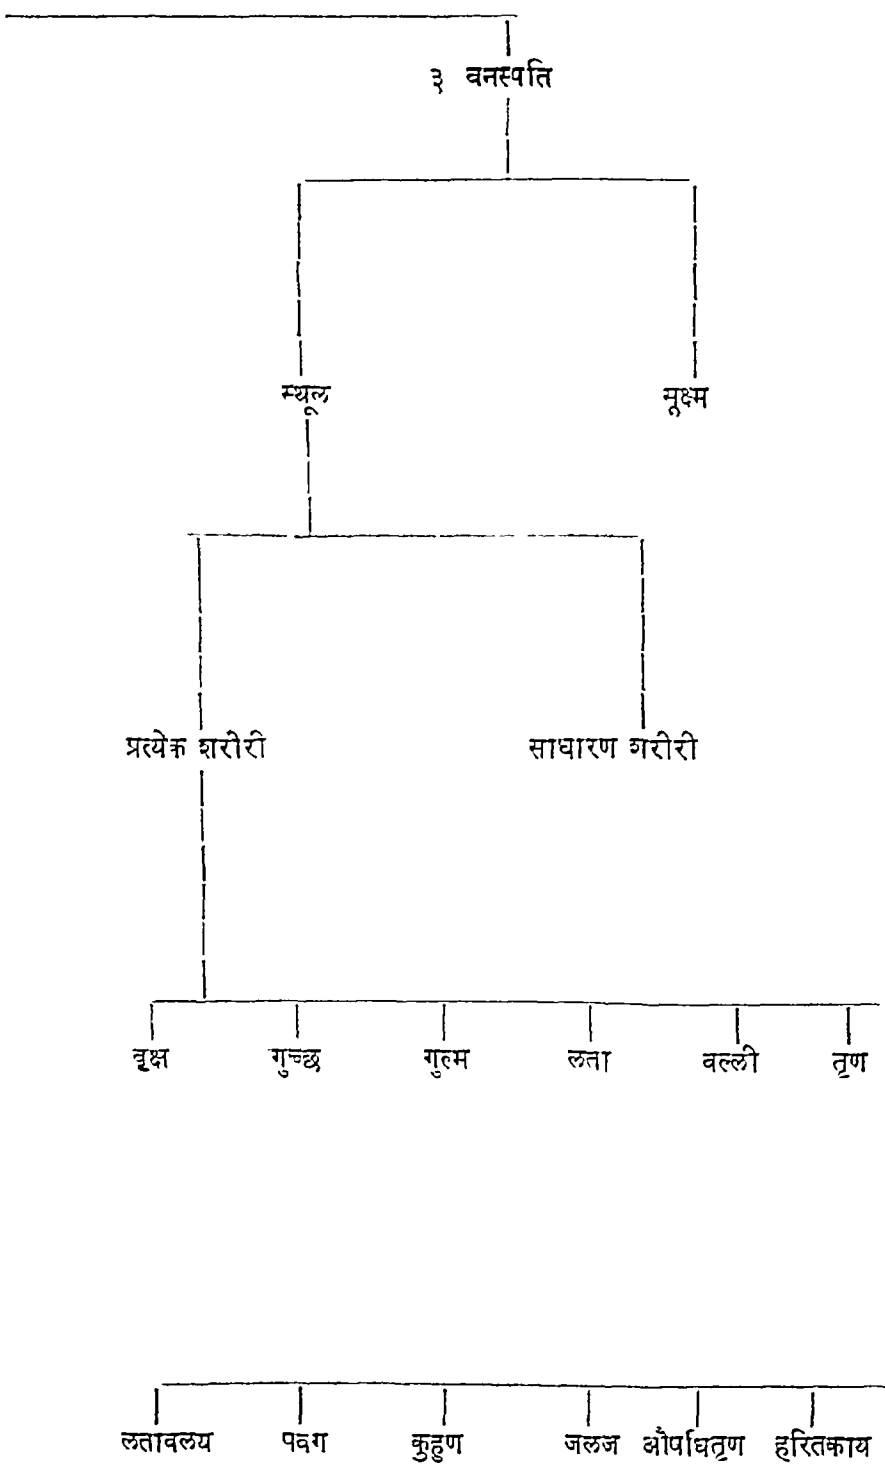 ३ वनस्पति
स्थूल सूक्ष्म
प्रत्येक शरीरी साधारण शरीरी
वृक्ष गुच्छ गुल्म लता वल्ली तृण
लतावलय पवग कुहुण जलज औषधितृण हरितकाय